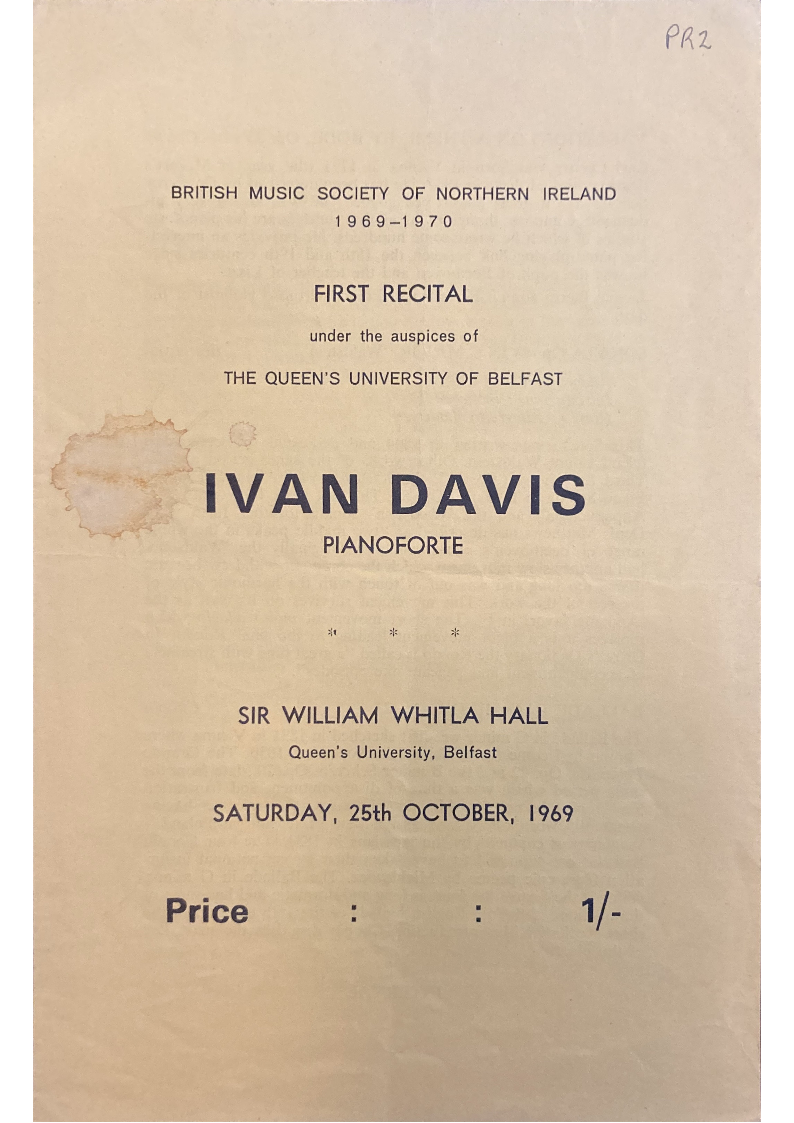 PR2
BRITISH MUSIC SOCIETY OF NORTHERN IRELAND
1969–1970
FIRST RECITAL
under the auspices of
THE QUEEN'S UNIVERSITY OF BELFAST
IVAN DAVIS
PIANOFORTE
* * *
SIR WILLIAM WHITLA HALL
Queen's University, Belfast
SATURDAY, 25th OCTOBER, 1969
Price : : 1/-